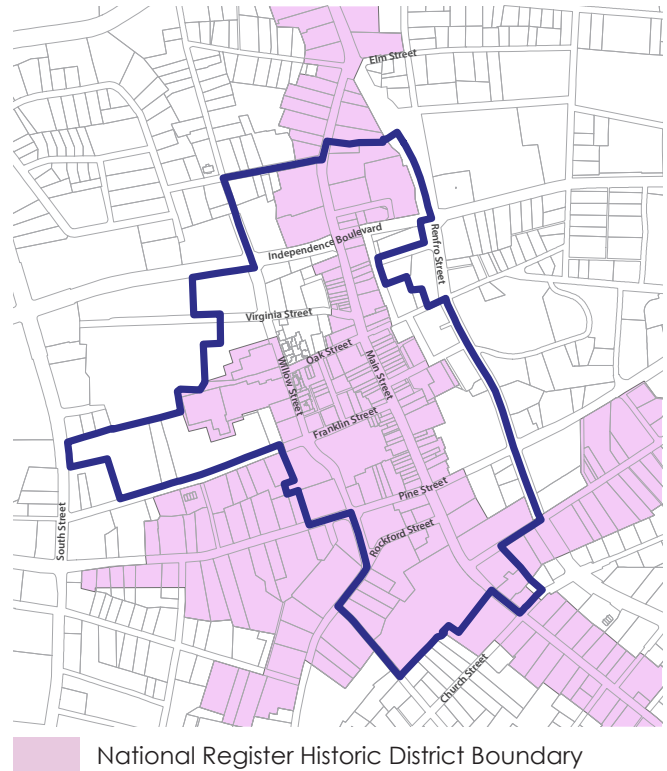 Elm Street
Renfro Street
Independence Boulevard
Virginia Street
Oak Street
Main Street
Willow Street
Franklin Street
Pine Street
Rockford Street
South Street
Church Street
National Register Historic District Boundary